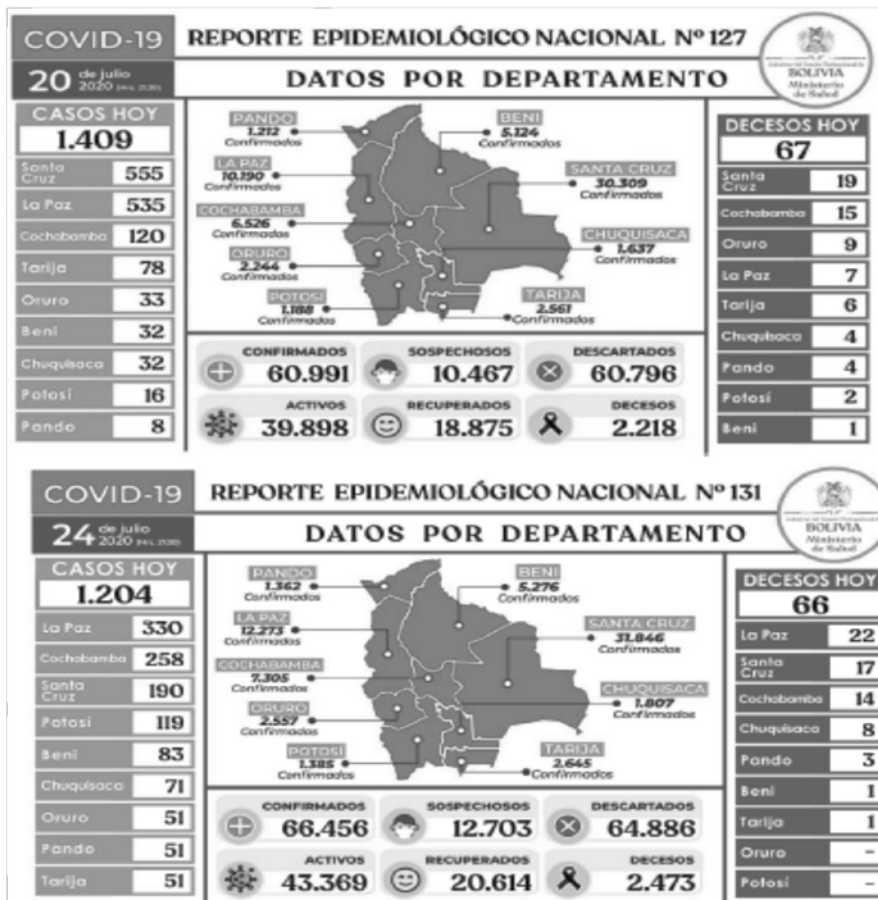 COVID-19
REPORTE EPIDEMIOLÓGICO NACIONAL Nº 127
20 de julio 2020
DATOS POR DEPARTAMENTO
BOLIVIA
Ministerio
de Salud
CASOS HOY
1.409
Santa Cruz 555
La Paz 535
Cochabamba 120
Tarija 78
Oruro 33
Beni 32
Chuquisaca 32
Potosí 16
Pando 8
PANDO
1.212
Confirmados
BENI
5.124
Confirmados
LA PAZ
10.190
Confirmados
SANTA CRUZ
30.309
Confirmados
COCHABAMBA
6.526
Confirmados
CHUQUISACA
1.637
Confirmados
ORURO
2.244
Confirmados
POTOSÍ
1.188
Confirmados
TARIJA
2.561
Confirmados
CONFIRMADOS
60.991
SOSPECHOSOS
10.467
DESCARTADOS
60.796
ACTIVOS
39.898
RECUPERADOS
18.875
DECESOS
2.218
DECESOS HOY
67
Santa Cruz 19
Cochabamba 15
Oruro 9
La Paz 7
Tarija 6
Chuquisaca 4
Pando 4
Potosí 2
Beni 1
COVID-19
REPORTE EPIDEMIOLÓGICO NACIONAL Nº 131
24 de julio 2020
DATOS POR DEPARTAMENTO
BOLIVIA
Ministerio
de Salud
CASOS HOY
1.204
La Paz 330
Cochabamba 258
Santa Cruz 190
Potosí 119
Beni 83
Chuquisaca 71
Oruro 51
Pando 51
Tarija 51
PANDO
1.362
Confirmados
BENI
5.276
Confirmados
LA PAZ
12.273
Confirmados
SANTA CRUZ
31.846
Confirmados
COCHABAMBA
7.305
Confirmados
CHUQUISACA
1.807
Confirmados
ORURO
2.557
Confirmados
POTOSÍ
1.385
Confirmados
TARIJA
2.645
Confirmados
CONFIRMADOS
66.456
SOSPECHOSOS
12.703
DESCARTADOS
64.886
ACTIVOS
43.369
RECUPERADOS
20.614
DECESOS
2.473
DECESOS HOY
66
La Paz 22
Santa Cruz 17
Cochabamba 14
Chuquisaca 8
Pando 3
Beni 1
Tarija 1
Oruro -
Potosí -